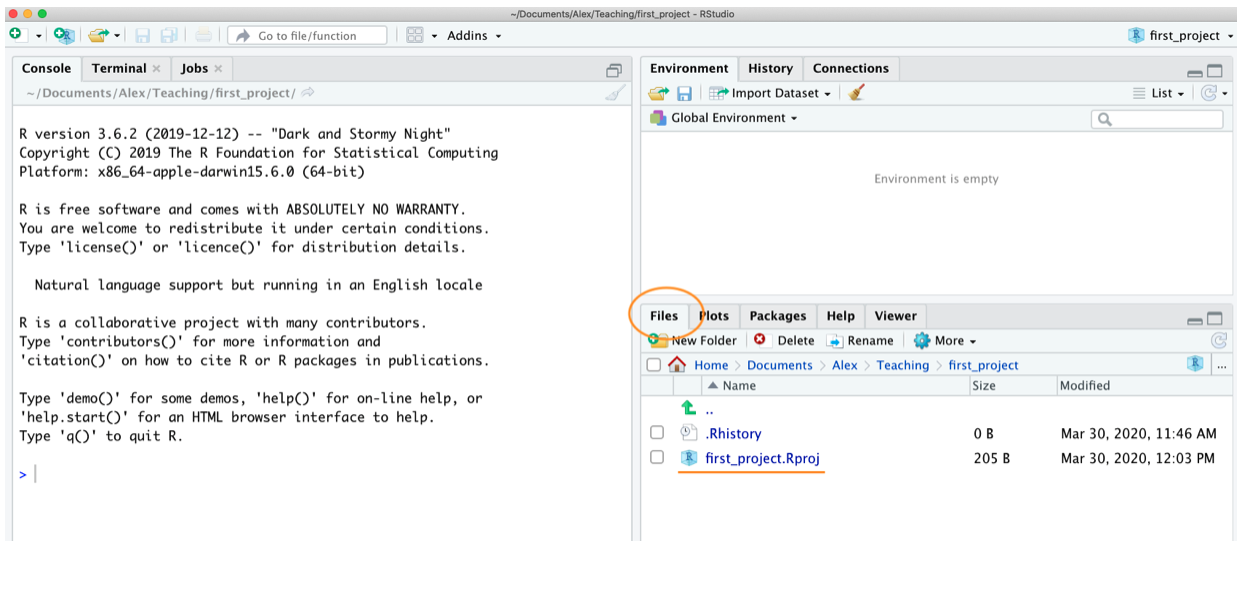 ~/Documents/Alex/Teaching/first_project - RStudio
Go to file/function Addins first_project
Console Terminal Jobs
~/Documents/Alex/Teaching/first_project/
R version 3.6.2 (2019-12-12) -- "Dark and Stormy Night"
Copyright (C) 2019 The R Foundation for Statistical Computing
Platform: x86_64-apple-darwin15.6.0 (64-bit)
R is free software and comes with ABSOLUTELY NO WARRANTY.
You are welcome to redistribute it under certain conditions.
Type 'license()' or 'licence()' for distribution details.
Natural language support but running in an English locale
R is a collaborative project with many contributors.
Type 'contributors()' for more information and
'citation()' on how to cite R or R packages in publications.
Type 'demo()' for some demos, 'help()' for on-line help, or
'help.start()' for an HTML browser interface to help.
Type 'q()' to quit R.
>
Environment History Connections
Import Dataset List
Global Environment
Environment is empty
Files Plots Packages Help Viewer
New Folder Delete Rename More
Home > Documents > Alex > Teaching > first_project ...
Name Size Modified
..
.Rhistory 0 B Mar 30, 2020, 11:46 AM
first_project.Rproj 205 B Mar 30, 2020, 12:03 PM